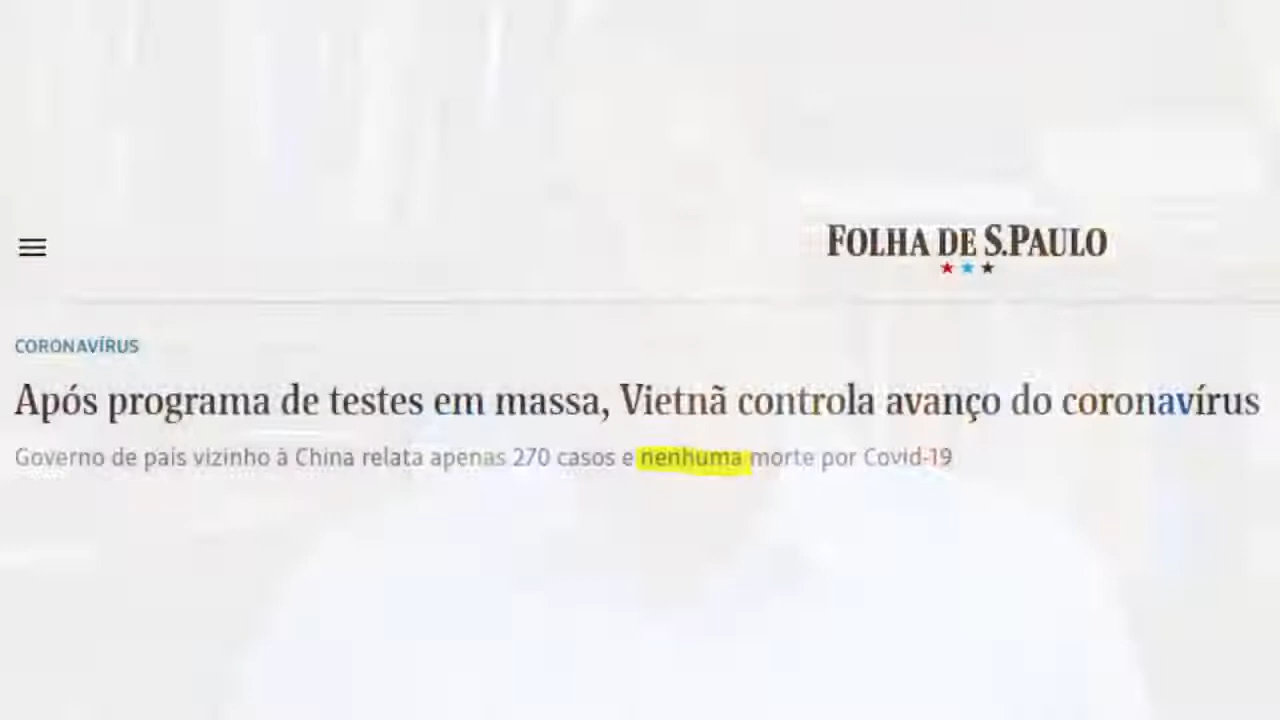 FOLHA DE S.PAULO
CORONAVÍRUS
Após programa de testes em massa, Vietnã controla avanço do coronavírus
Governo de país vizinho à China relata apenas 270 casos e nenhuma morte por Covid-19